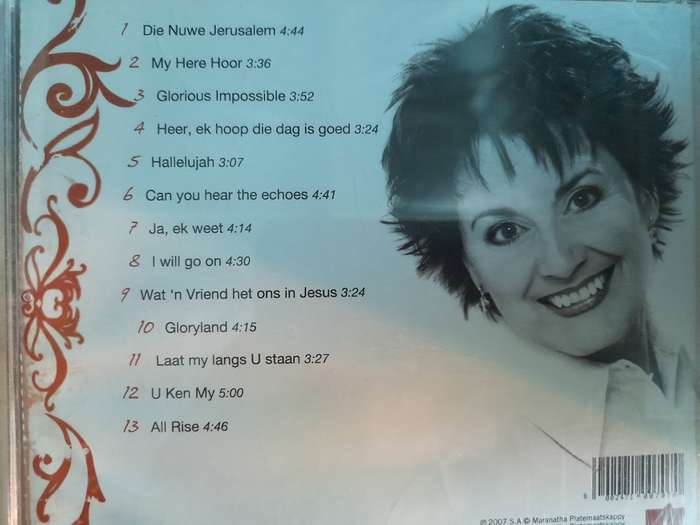 1 Die Nuwe Jerusalem 4:44
2 My Here Hoor 3:36
3 Glorious Impossible 3:52
4 Heer, ek hoop die dag is goed 3:24
5 Hallelujah 3:07
6 Can you hear the echoes 4:41
7 Ja, ek weet 4:14
8 I will go on 4:30
9 Wat 'n Vriend het ons in Jesus 3:24
10 Gloryland 4:15
11 Laat my langs U staan 3:27
12 U Ken My 5:00
13 All Rise 4:46
℗ 2007 S.A © Maranatha Platemaatskappy